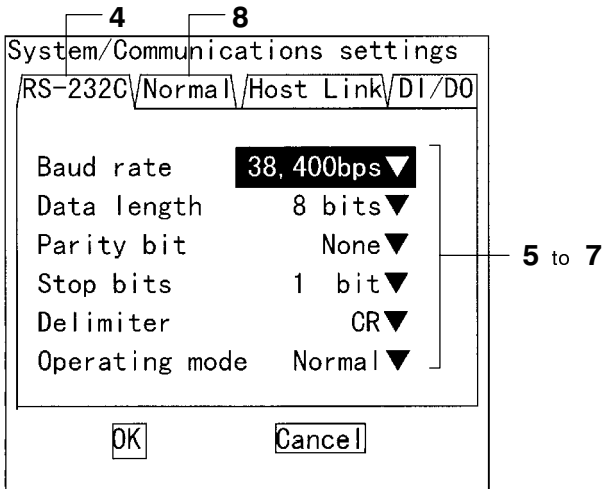 4 8
System/Communications settings
RS-232C Normal Host Link DI/DO
Baud rate 38,400bps▼
Data length 8 bits▼
Parity bit None▼
5 to 7
Stop bits 1 bit▼
Delimiter CR▼
Operating mode Normal▼
OK Cancel